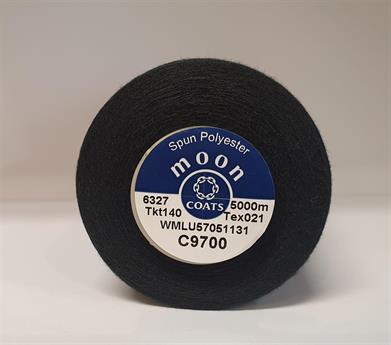 Spun Polyester
moon
COATS
6327 5000m
Tkt140 Tex021
WMLU57051131
C9700